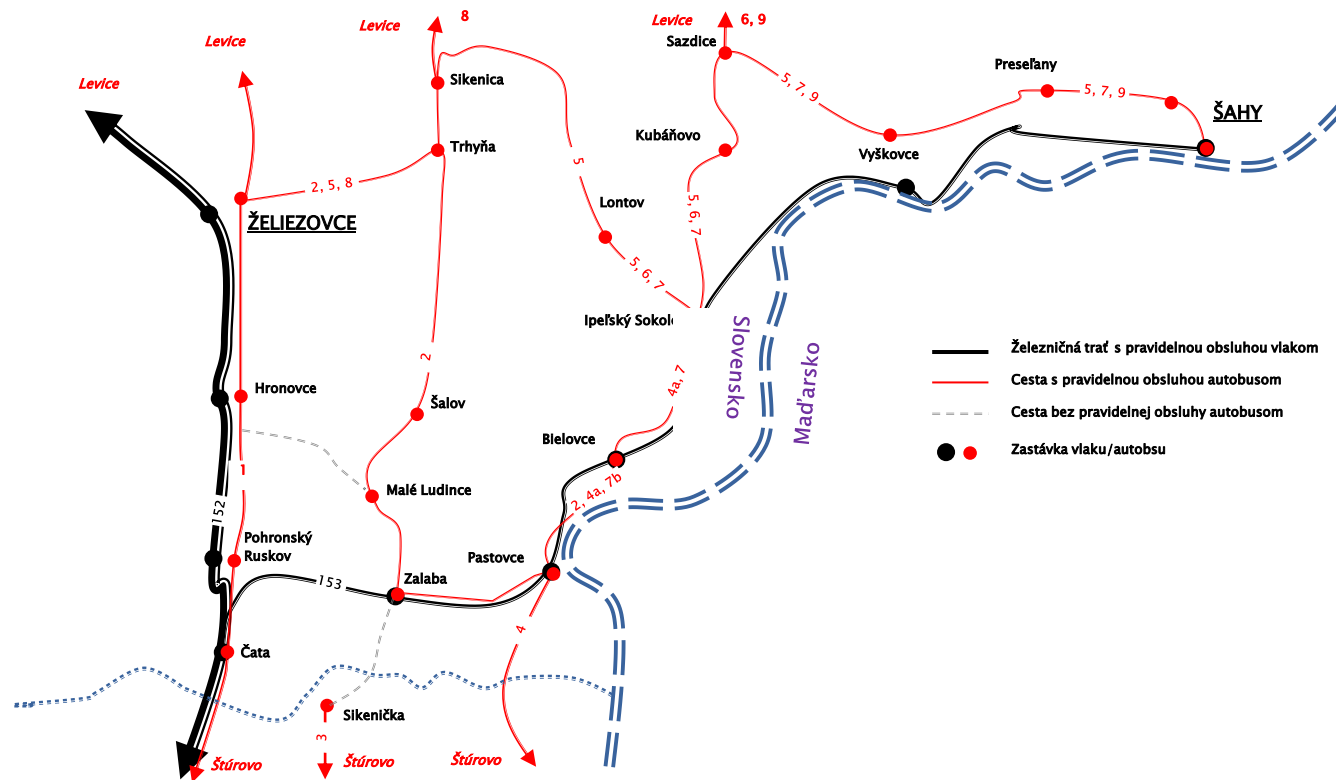 Levice
8
Levice
6, 9
Levice
Levice
Sazdice
Preseľany
Sikenica
5, 7, 9
5, 7, 9
ŠAHY
Trhyňa
Kubáňovo
Vyškovce
2, 5, 8
5
Lontov
5, 6, 7
ŽELIEZOVCE
5, 6, 7
Ipeľský Sokol
Slovensko
Maďarsko
Železničná trať s pravidelnou obsluhou vlakom
Cesta s pravidelnou obsluhou autobusom
Cesta bez pravidelnej obsluhy autobusom
Zastávka vlaku/autobsu
2
4a, 7
Hronovce
Šalov
Bielovce
1
Malé Ludince
2, 4a, 7b
152
Pohronský
Ruskov
Pastovce
153
Zalaba
4
Čata
Sikenička
3
Štúrovo
Štúrovo
Štúrovo